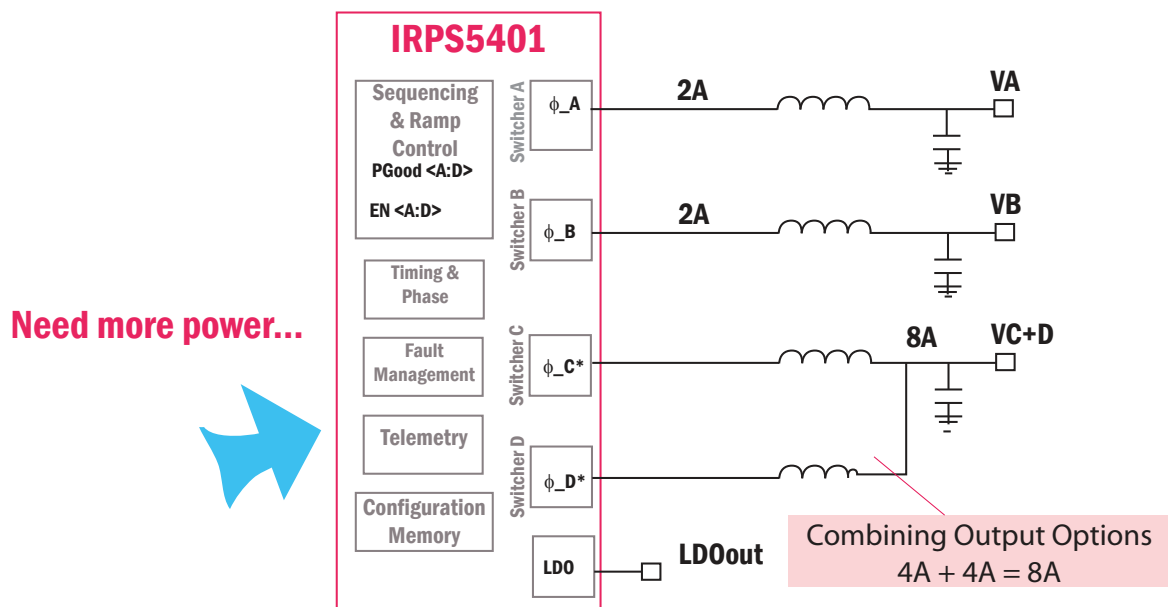 IRPS5401
Sequencing
& Ramp
Control
PGood <A:D>
EN <A:D>
Timing &
Phase
Fault
Management
Telemetry
Configuration
Memory
Switcher A
ϕ_A
2A
VA
Switcher B
ϕ_B
2A
VB
Need more power...
Switcher C
ϕ_C*
8A
VC+D
Switcher D
ϕ_D*
LDO
LDOout
Combining Output Options
4A + 4A = 8A